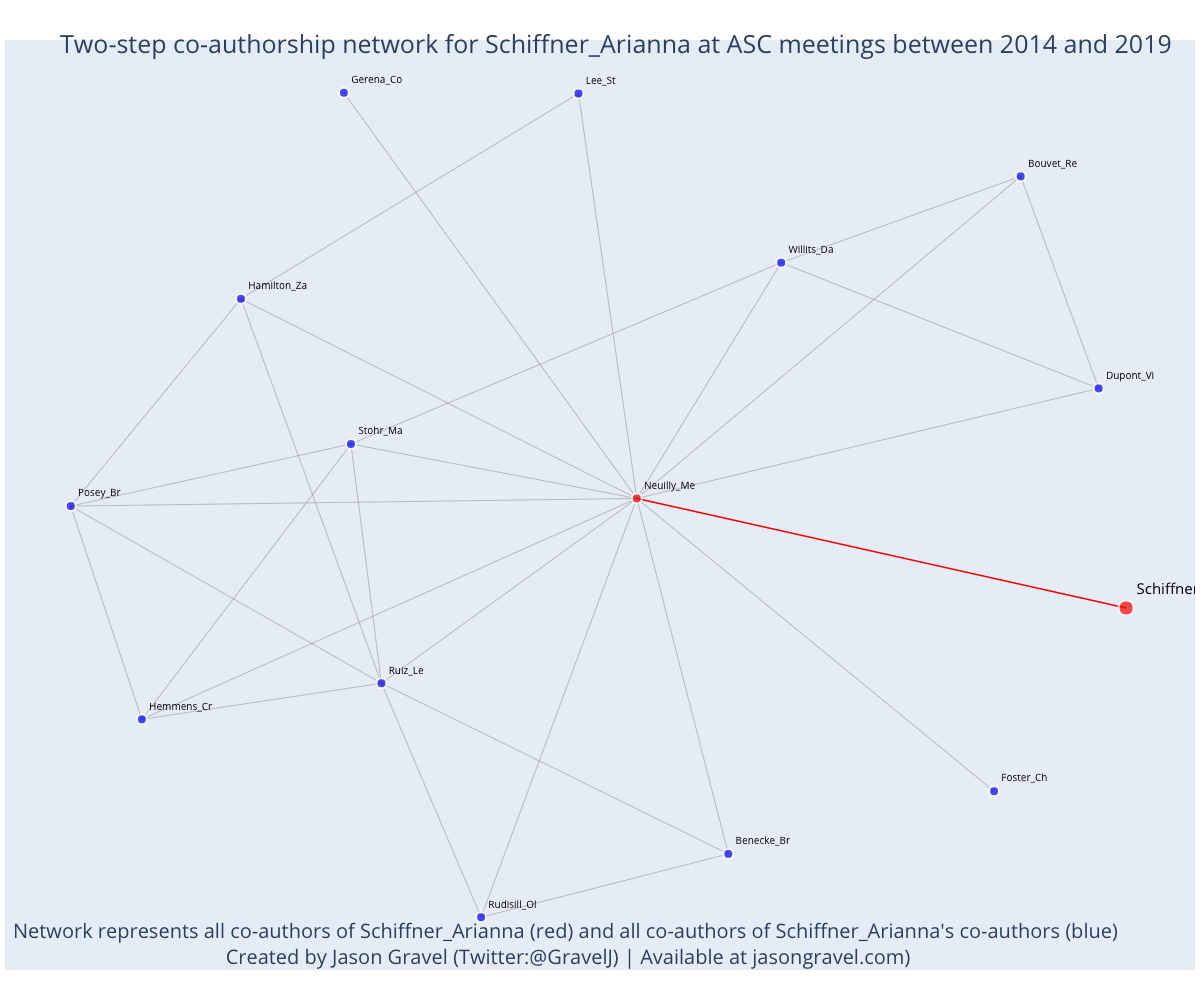 Two-step co-authorship network for Schiffner_Arianna at ASC meetings between 2014 and 2019
Gerena_Co
Lee_St
Bouvet_Re
Willits_Da
Hamilton_Za
Dupont_Vi
Stohr_Ma
Neuilly_Me
Posey_Br
Schiffner
Ruiz_Le
Hemmens_Cr
Foster_Ch
Benecke_Br
Rudisill_Ol
Network represents all co-authors of Schiffner_Arianna (red) and all co-authors of Schiffner_Arianna's co-authors (blue)
Created by Jason Gravel (Twitter:@GravelJ) | Available at jasongravel.com)